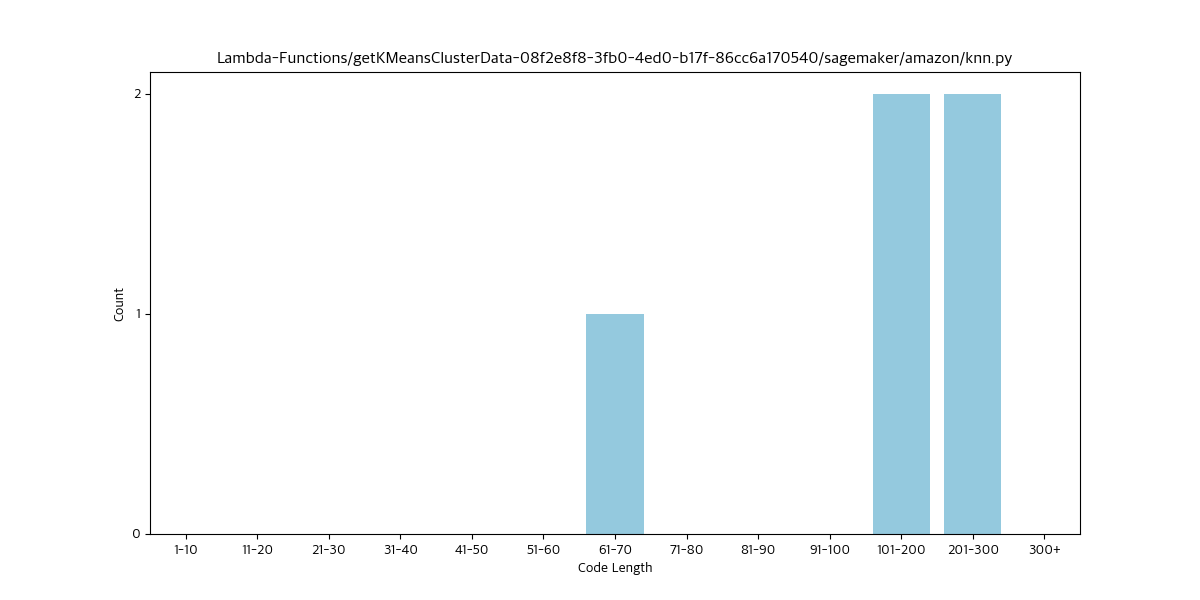 Lambda-Functions/getKMeansClusterData-08f2e8f8-3fb0-4ed0-b17f-86cc6a170540/sagemaker/amazon/knn.py
2
1
0
Count
1-10 11-20 21-30 31-40 41-50 51-60 61-70 71-80 81-90 91-100 101-200 201-300 300+
Code Length